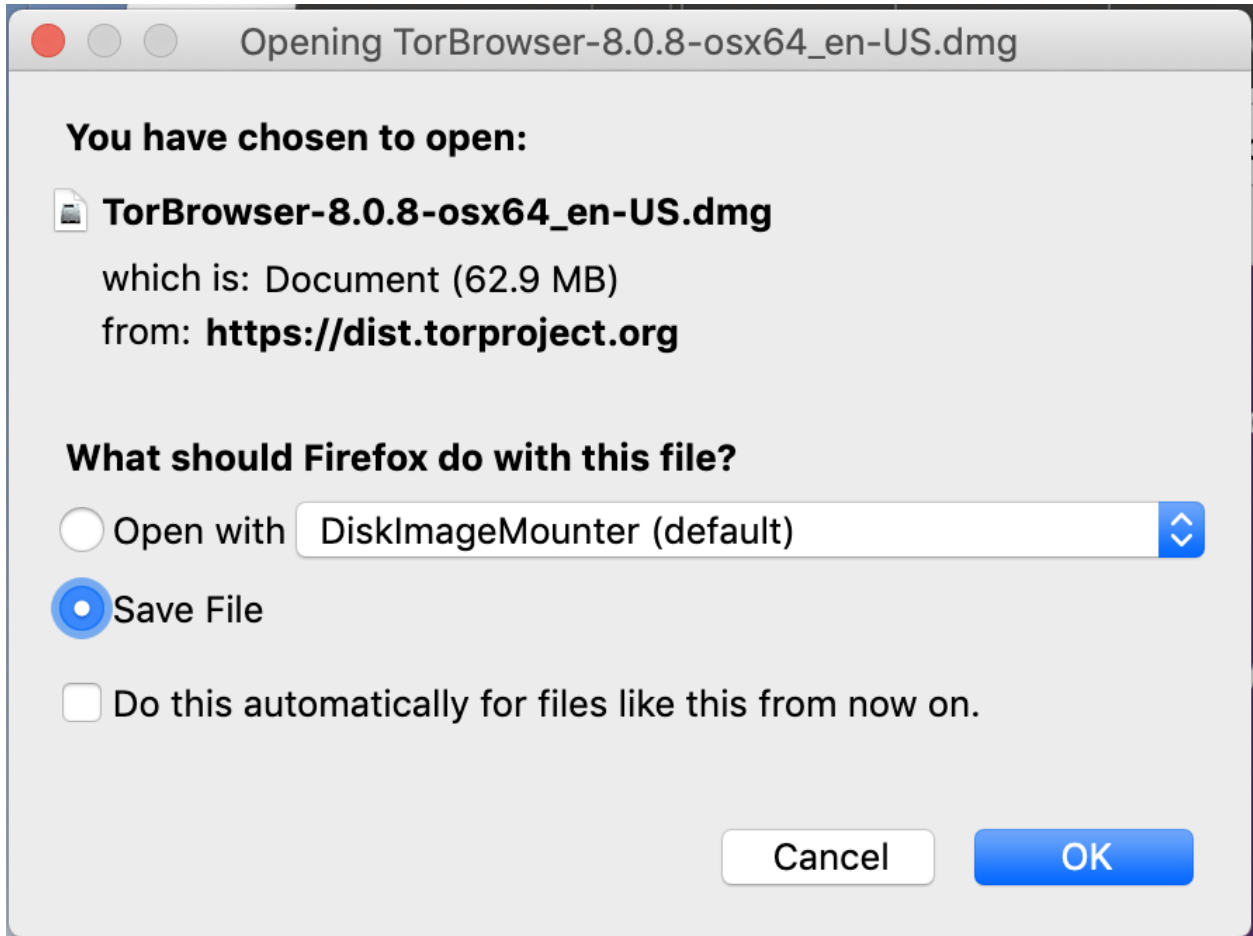 Opening TorBrowser-8.0.8-osx64_en-US.dmg
You have chosen to open:
TorBrowser-8.0.8-osx64_en-US.dmg
which is: Document (62.9 MB)
from: https://dist.torproject.org
What should Firefox do with this file?
Open with DiskImageMounter (default)
Save File
Do this automatically for files like this from now on.
Cancel OK